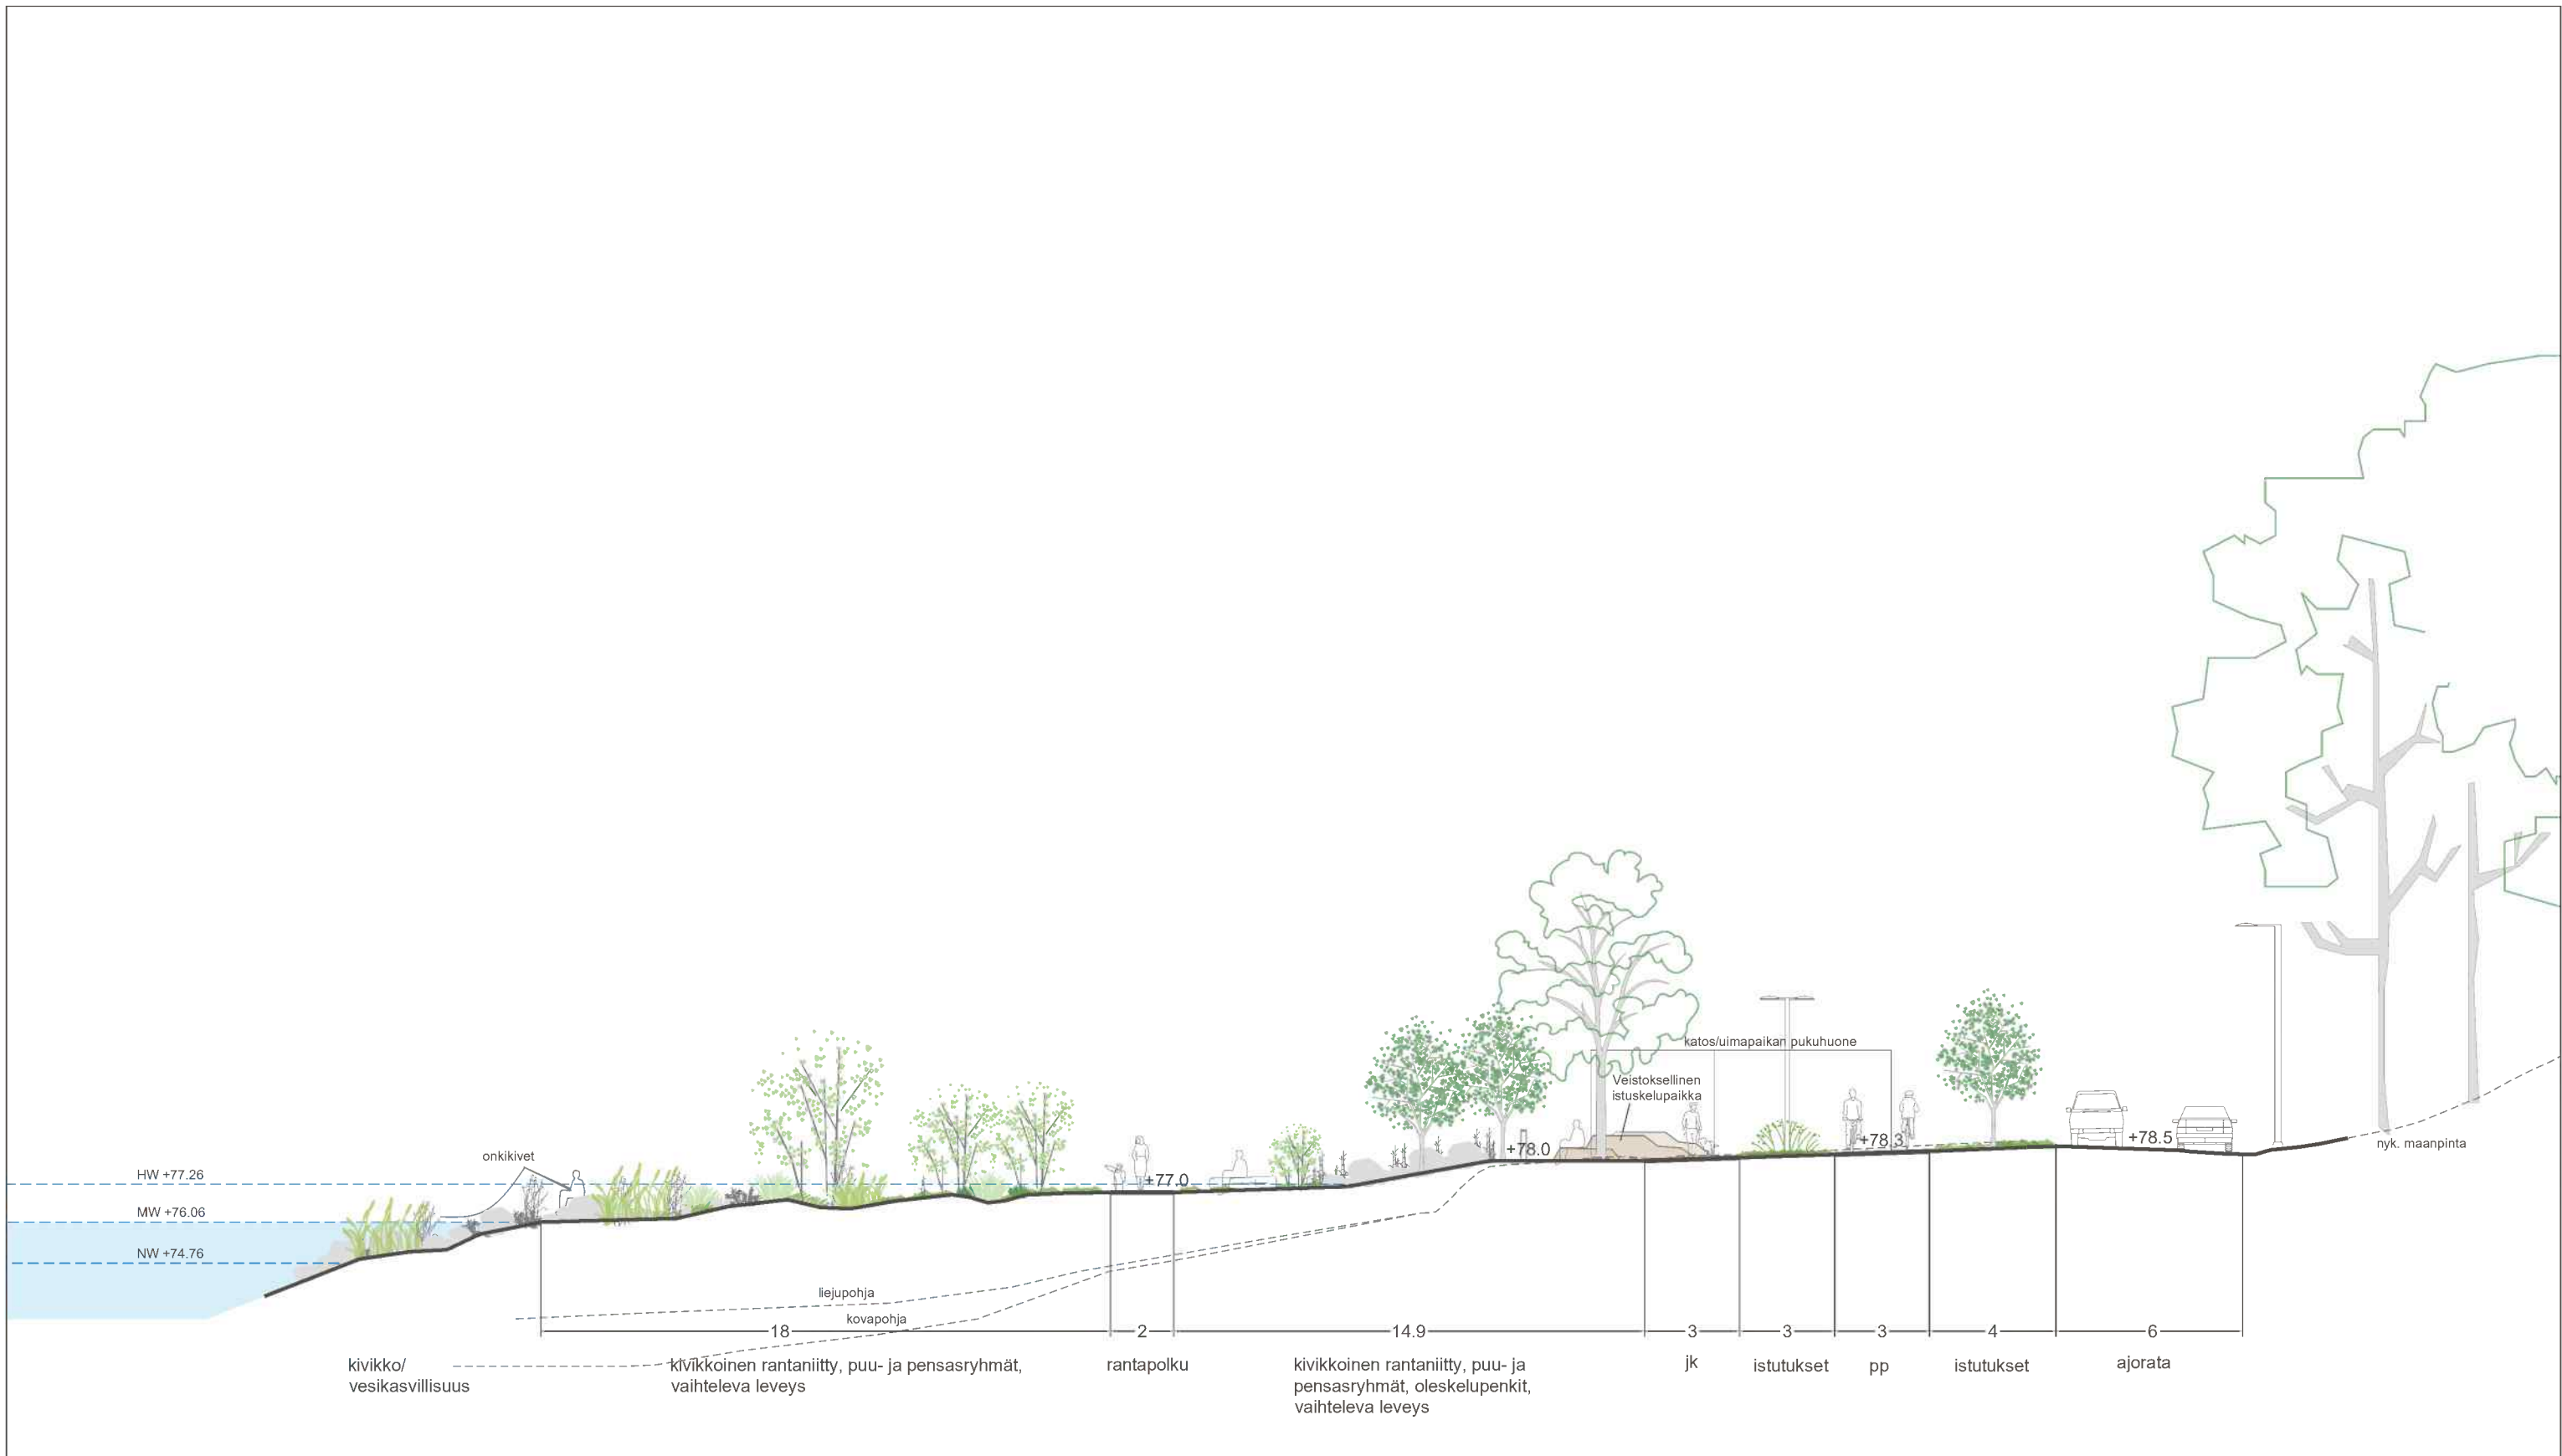 katos/uimapaikan pukuhuone
Veistoksellinen
istuskelupaikka
onkikivet
HW +77.26
MW +76.06
NW +74.76
+77.0
+78.0
+78.3
+78.5
nyk. maanpinta
liejupohja
kovapohja
18
2
14.9
3
3
3
4
6
kivikko/
vesikasvillisuus
kivikkoinen rantaniitty, puu- ja pensasryhmät,
vaihteleva leveys
rantapolku
kivikkoinen rantaniitty, puu- ja
pensasryhmät, oleskelupenkit,
vaihteleva leveys
jk
istutukset
pp
istutukset
ajorata